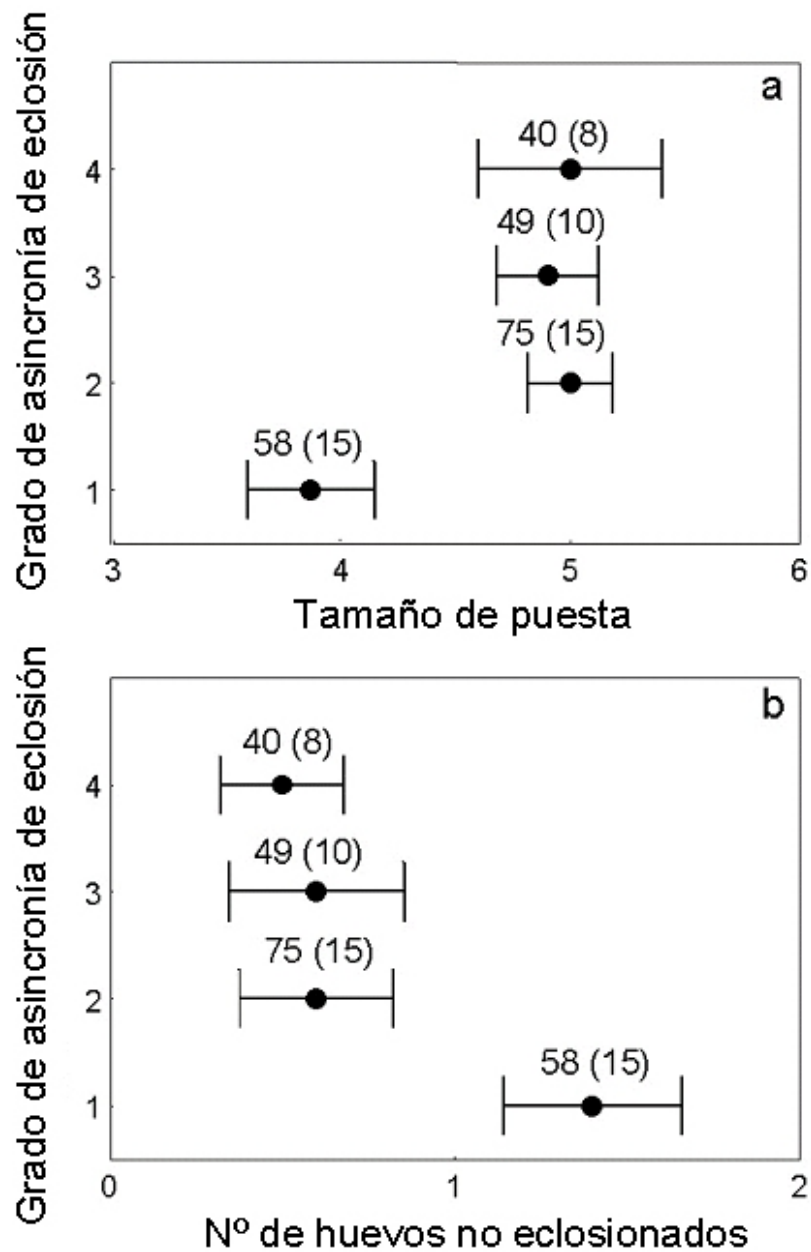 a
Grado de asincronía de eclosión
4
3
2
1
40 (8)
49 (10)
75 (15)
58 (15)
3 4 5 6
Tamaño de puesta
b
Grado de asincronía de eclosión
4
3
2
1
40 (8)
49 (10)
75 (15)
58 (15)
0 1 2
Nº de huevos no eclosionados